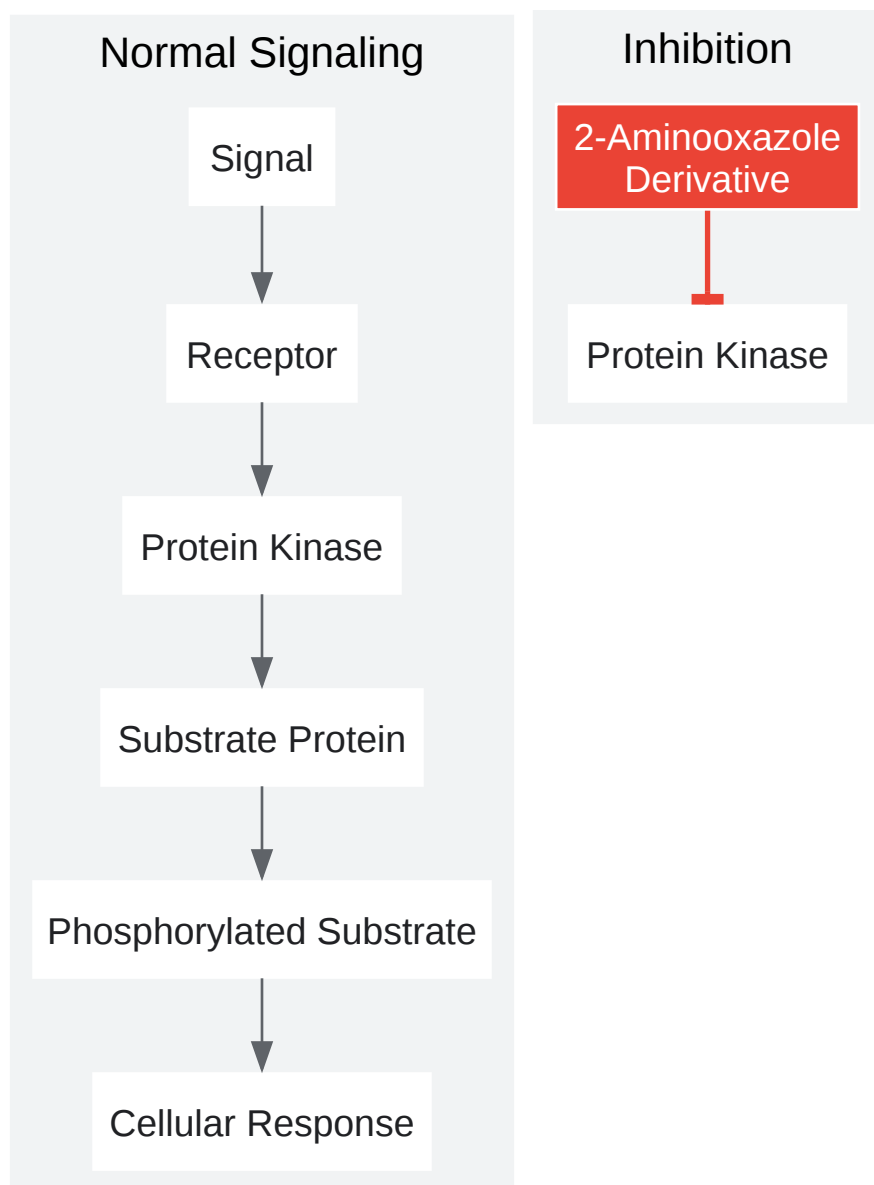 Normal Signaling
Signal
Receptor
Protein Kinase
Substrate Protein
Phosphorylated Substrate
Cellular Response
Inhibition
2-Aminooxazole
Derivative
Protein Kinase